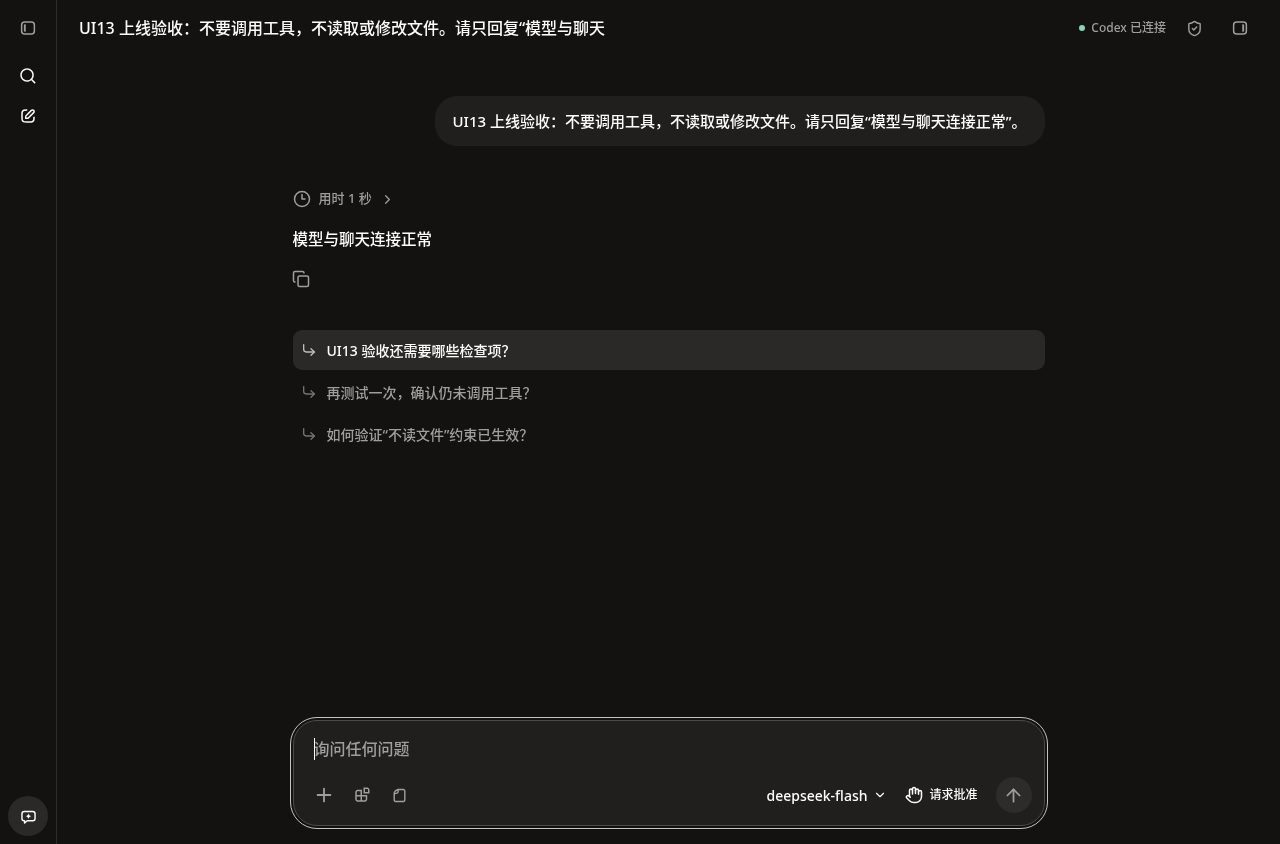 UI13 上线验收：不要调用工具，不读取或修改文件。请只回复“模型与聊天
Codex 已连接
UI13 上线验收：不要调用工具，不读取或修改文件。请只回复“模型与聊天连接正常”。
用时 1 秒
模型与聊天连接正常
UI13 验收还需要哪些检查项？
再测试一次，确认仍未调用工具？
如何验证“不读文件”约束已生效？
询问任何问题
deepseek-flash
请求批准